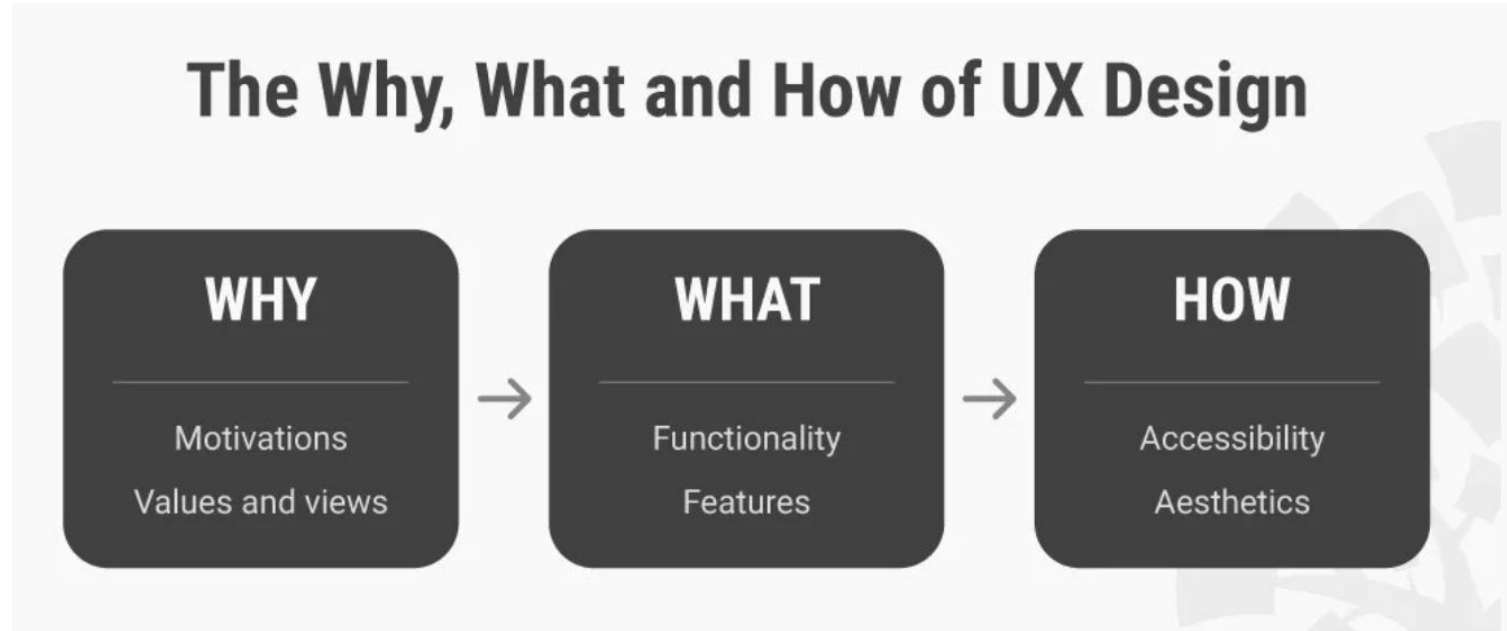 The Why, What and How of UX Design
WHY
Motivations
Values and views
WHAT
Functionality
Features
HOW
Accessibility
Aesthetics